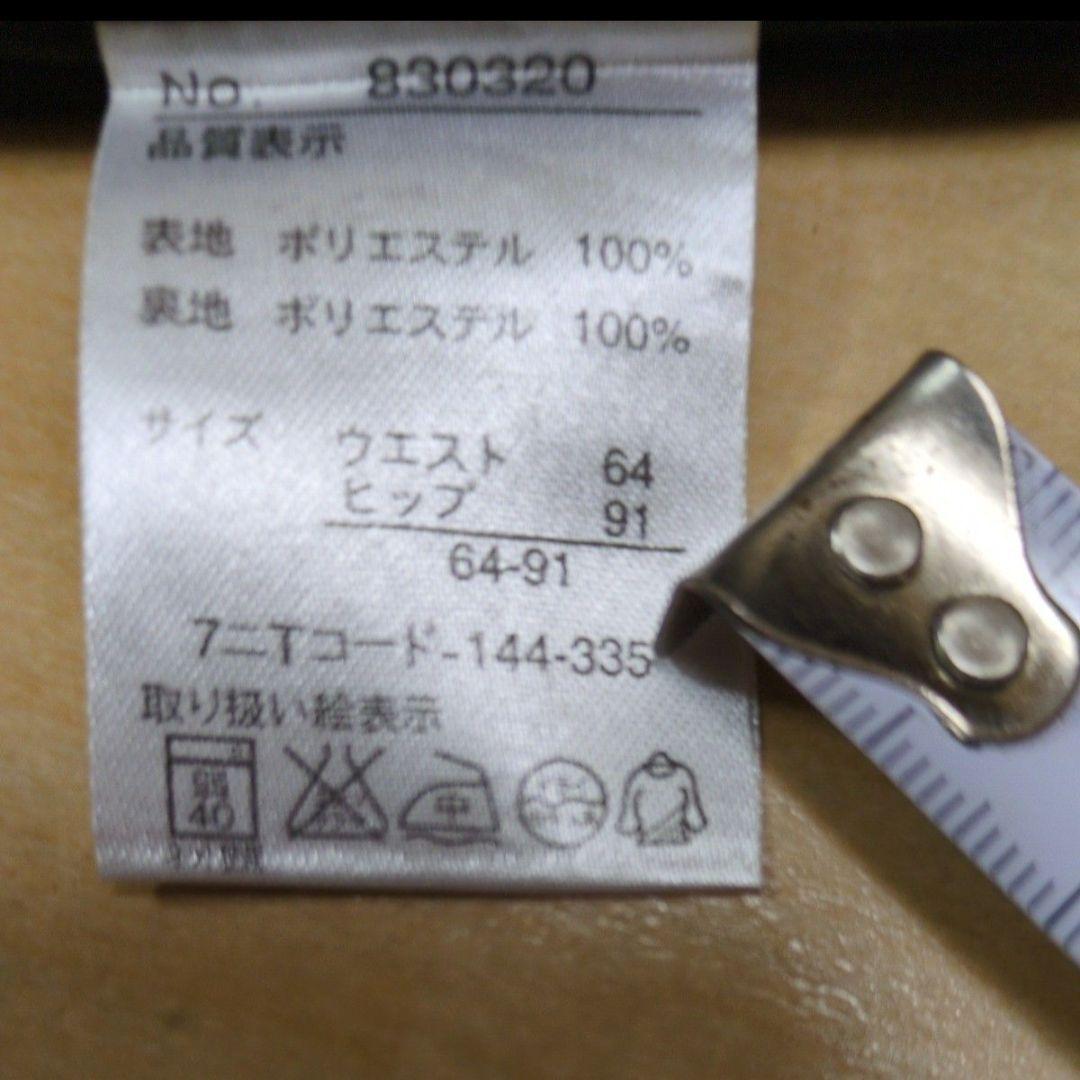 No. 830320
品質表示
表地 ポリエステル 100%
裏地 ポリエステル 100%
サイズ ウエスト 64
ヒップ 91
64-91
7ニTコード-144-335
取り扱い絵表示
40
中